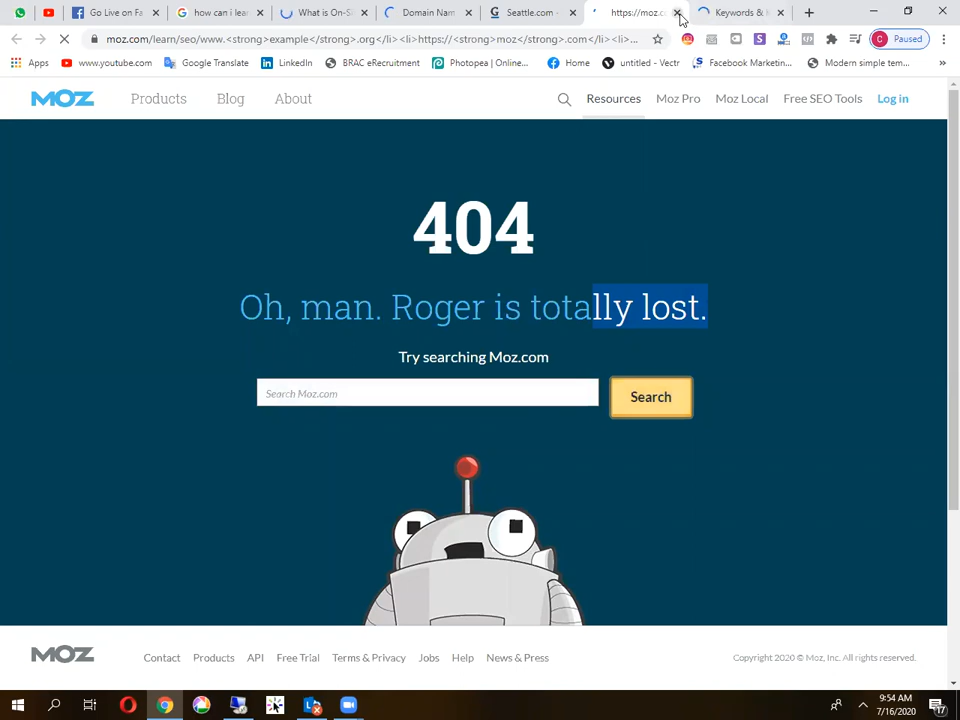 Go Live on Fa
how can i lea
What is On-Si
Domain Nam
Seattle.com -
https://moz.c
Keywords &
moz.com/learn/seo/www.<strong>example</strong>.org</li><li>https://<strong>moz</strong>.com</li><li>...
Paused
Apps
www.youtube.com
Google Translate
LinkedIn
BRAC eRecruitment
Photopea | Online...
Home
untitled - Vectr
Facebook Marketin...
Modern simple tem...
MOZ
Products
Blog
About
Resources
Moz Pro
Moz Local
Free SEO Tools
Log in
404
Oh, man. Roger is totally lost.
Try searching Moz.com
Search Moz.com
Search
MOZ
Contact
Products
API
Free Trial
Terms & Privacy
Jobs
Help
News & Press
Copyright 2020 © Moz, Inc. All rights reserved.
9:54 AM
7/16/2020
17